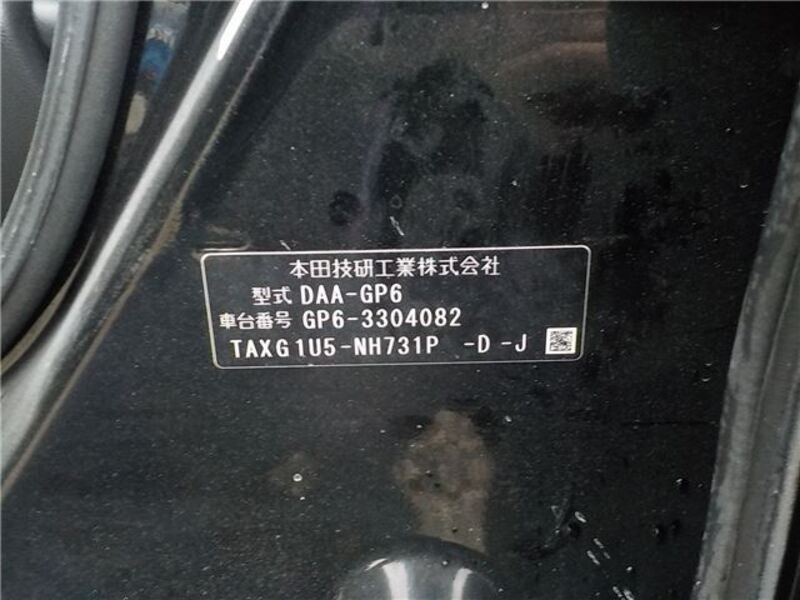 本田技研工業株式会社
型式 DAA-GP6
車台番号 GP6-3304082
TAXG1U5-NH731P -D -J